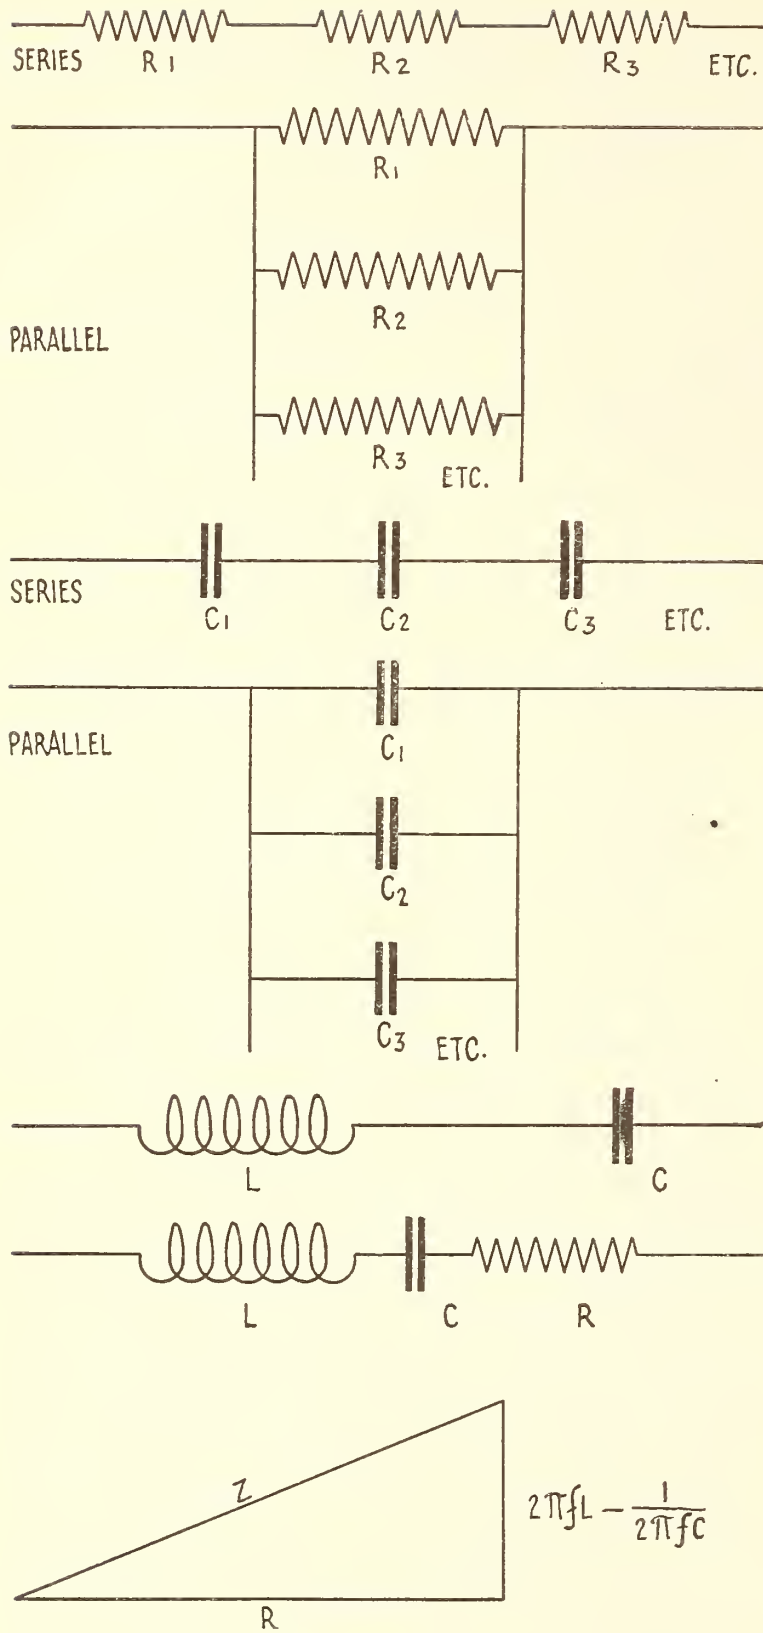 SERIES R1 R2 R3 ETC.
R1
R2
PARALLEL
R3 ETC.
SERIES C1 C2 C3 ETC.
PARALLEL C1
C2
C3 ETC.
L C
L C R
Z
2πfL − 1/2πfC
R